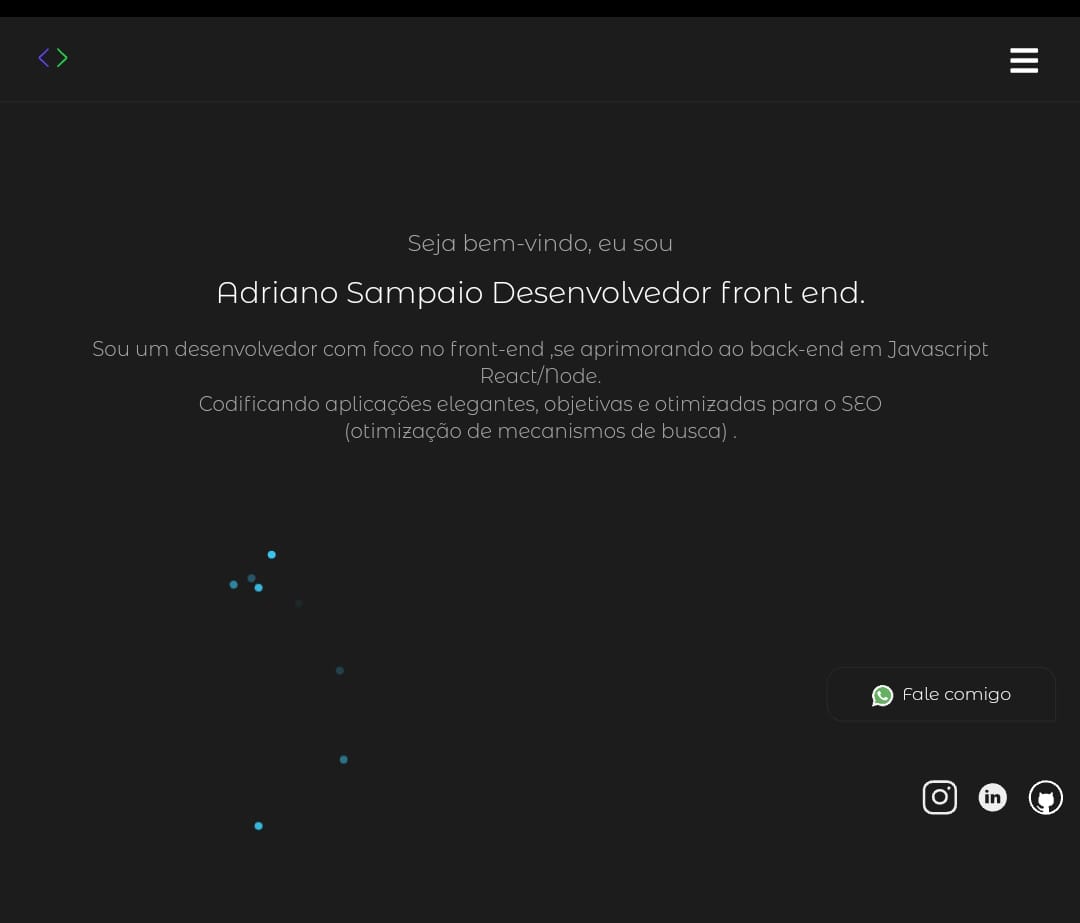 < >
Seja bem-vindo, eu sou
Adriano Sampaio Desenvolvedor front end.
Sou um desenvolvedor com foco no front-end ,se aprimorando ao back-end em Javascript
React/Node.
Codificando aplicações elegantes, objetivas e otimizadas para o SEO
(otimização de mecanismos de busca) .
Fale comigo
in